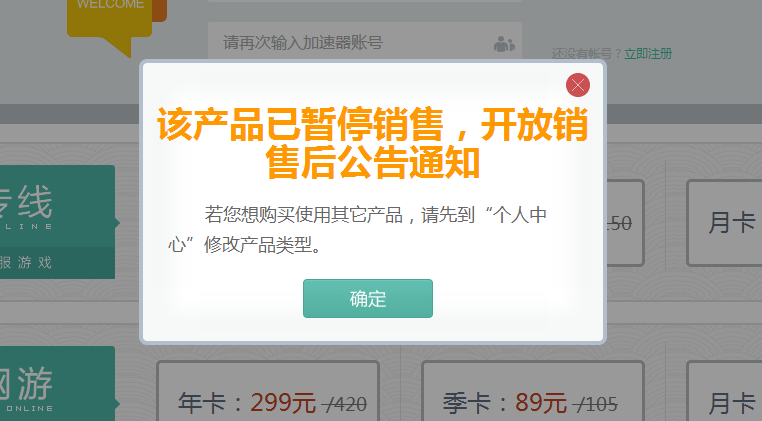 WELCOME
请再次输入加速器账号
还没有帐号？立即注册
该产品已暂停销售，开放销
售后公告通知
若您想购买使用其它产品，请先到“个人中
心”修改产品类型。
确定
专线
LINE
服游戏
50
月卡
网游
ONLINE
年卡：299元 /420
季卡：89元 /105
月卡